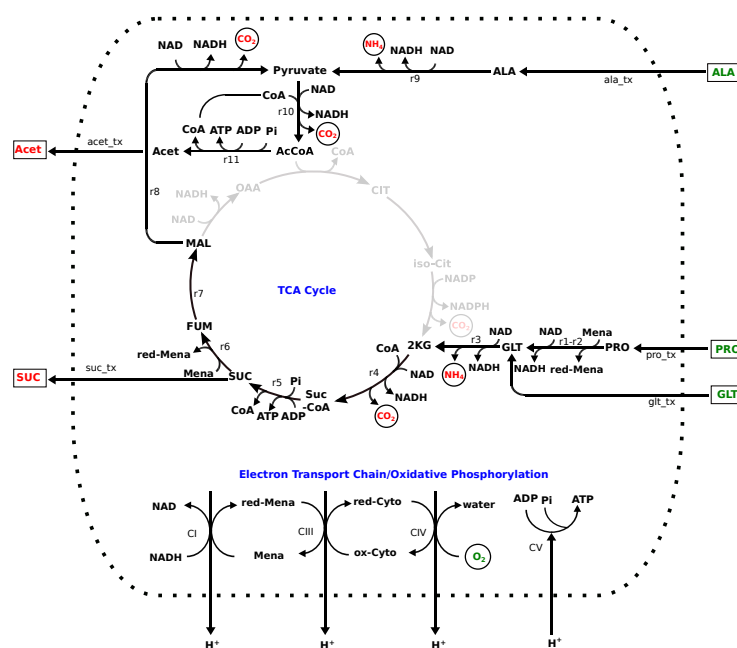 NAD NADH CO2
NH4 NADH NAD
Pyruvate
r9
ALA
ala_tx
ALA
CoA
NAD
r10
NADH
CO2
CoA ATP ADP Pi
Acet
acet_tx
Acet
r11
AcCoA
CoA
r8
NADH
OAA
CIT
NAD
MAL
iso-Cit
NADP
NADPH
CO2
TCA Cycle
r7
FUM
r6
red-Mena
Mena
SUC
suc_tx
SUC
r5
Pi
CoA ATP ADP
Suc
-CoA
CoA
r4
NAD
NADH
CO2
2KG
r3
NAD
NH4
NADH
GLT
NAD
r1-r2
Mena
NADH
red-Mena
PRO
pro_tx
PRO
glt_tx
GLT
Electron Transport Chain/Oxidative Phosphorylation
NAD
CI
NADH
red-Mena
Mena
CIII
red-Cyto
ox-Cyto
CIV
water
O2
ADP Pi ATP
CV
H+ H+ H+ H+